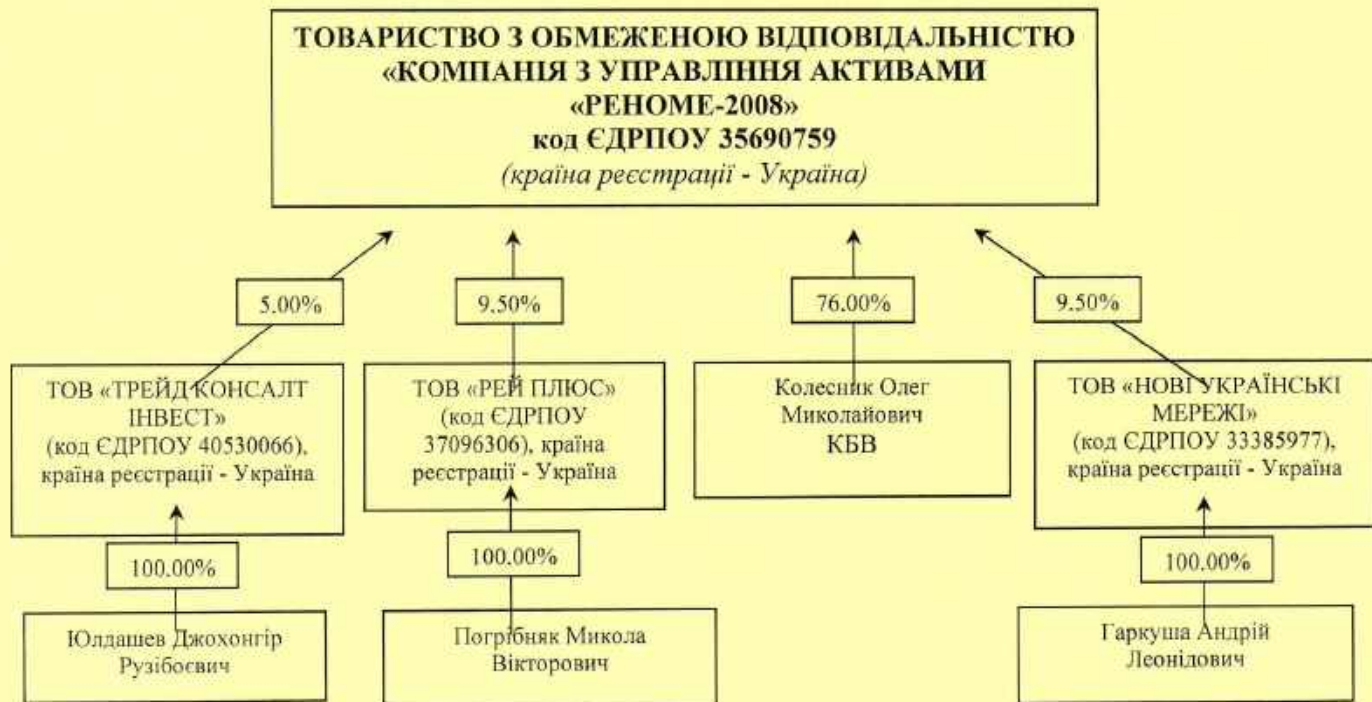 ТОВАРИСТВО З ОБМЕЖЕНОЮ ВІДПОВІДАЛЬНІСТЮ
«КОМПАНІЯ З УПРАВЛІННЯ АКТИВАМИ
«РЕНОМЕ-2008»
код ЄДРПОУ 35690759
(країна реєстрації - Україна)
5.00%
9.50%
76.00%
9.50%
ТОВ «ТРЕЙД КОНСАЛТ
ІНВЕСТ»
(код ЄДРПОУ 40530066),
країна реєстрації - Україна
ТОВ «РЕЙ ПЛЮС»
(код ЄДРПОУ
37096306), країна
реєстрації - Україна
Колесник Олег
Миколайович
КБВ
ТОВ «НОВІ УКРАЇНСЬКІ
МЕРЕЖІ»
(код ЄДРПОУ 33385977),
країна реєстрації - Україна
100.00%
100.00%
100.00%
Юлдашев Джохонгір
Рузібоєвич
Погрібняк Микола
Вікторович
Гаркуша Андрій
Леонідович